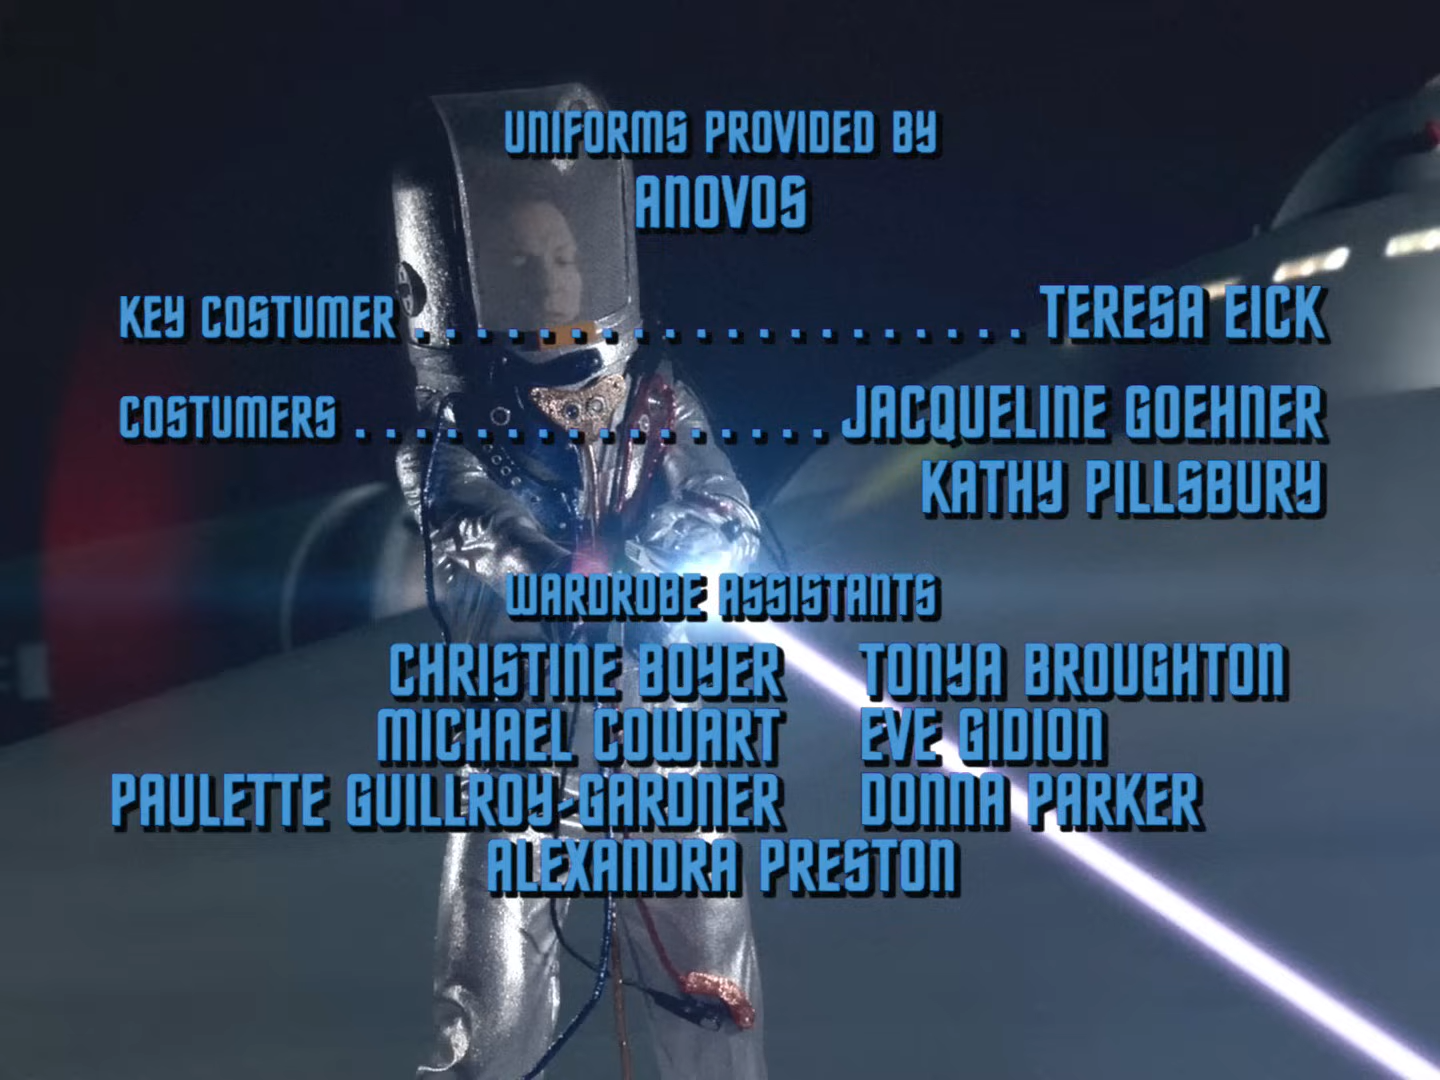 UNIFORMS PROVIDED BY
ANOVOS
KEY COSTUMER . . . . . . . . . . . . . . . . . . . . TERESA EICK
COSTUMERS . . . . . . . . . . . . . . . . JACQUELINE GOEHNER
KATHY PILLSBURY
WARDROBE ASSISTANTS
CHRISTINE BOYER TONYA BROUGHTON
MICHAEL COWART EVE GIDION
PAULETTE GUILLROY-GARDNER DONNA PARKER
ALEXANDRA PRESTON